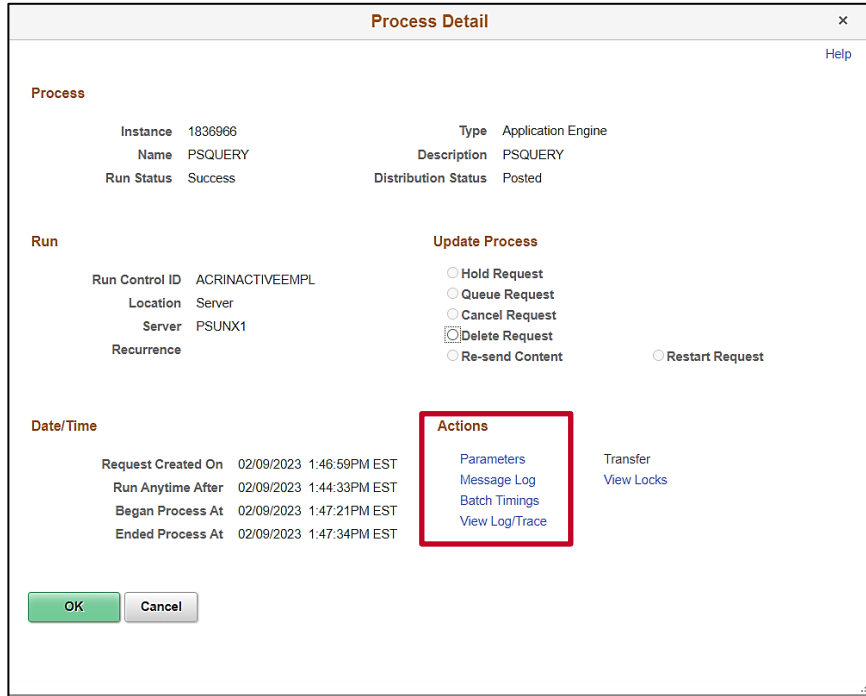 Process Detail
×
Help
Process
Instance 1836966 Type Application Engine
Name PSQUERY Description PSQUERY
Run Status Success Distribution Status Posted
Run Update Process
Hold Request
Run Control ID ACRINACTIVEEMPL
Queue Request
Location Server
Cancel Request
Server PSUNX1
Delete Request
Recurrence
Re-send Content Restart Request
Date/Time Actions
Request Created On 02/09/2023 1:46:59PM EST Parameters Transfer
Run Anytime After 02/09/2023 1:44:33PM EST Message Log View Locks
Began Process At 02/09/2023 1:47:21PM EST Batch Timings
Ended Process At 02/09/2023 1:47:34PM EST View Log/Trace
OK Cancel